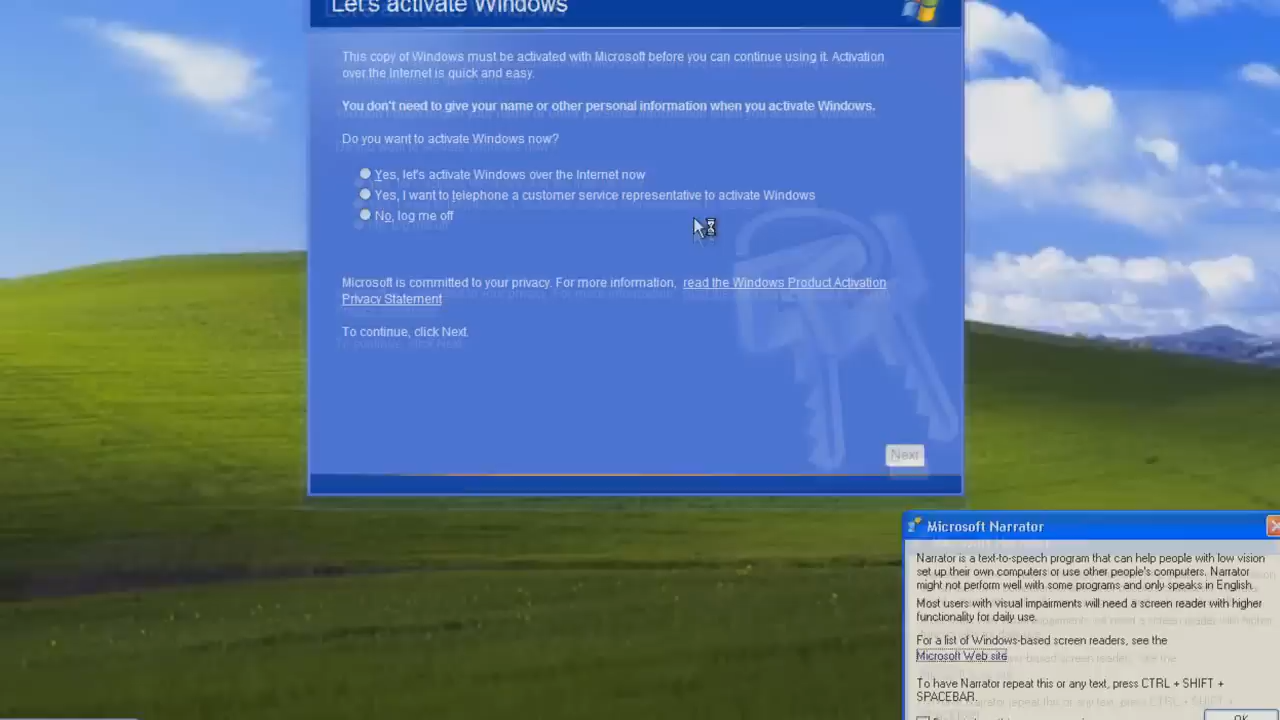 Let's activate Windows
This copy of Windows must be activated with Microsoft before you can continue using it. Activation
over the Internet is quick and easy.
You don't need to give your name or other personal information when you activate Windows.
Do you want to activate Windows now?
Yes, let's activate Windows over the Internet now
Yes, I want to telephone a customer service representative to activate Windows
No, log me off
Microsoft is committed to your privacy. For more information, read the Windows Product Activation
Privacy Statement
To continue, click Next.
Next
Microsoft Narrator
Narrator is a text-to-speech program that can help people with low vision
set up their own computers or use other people's computers. Narrator
might not perform well with some programs and only speaks in English.
Most users with visual impairments will need a screen reader with higher
functionality for daily use.
For a list of Windows-based screen readers, see the
Microsoft Web site
To have Narrator repeat this or any text, press CTRL + SHIFT +
SPACEBAR.
OK